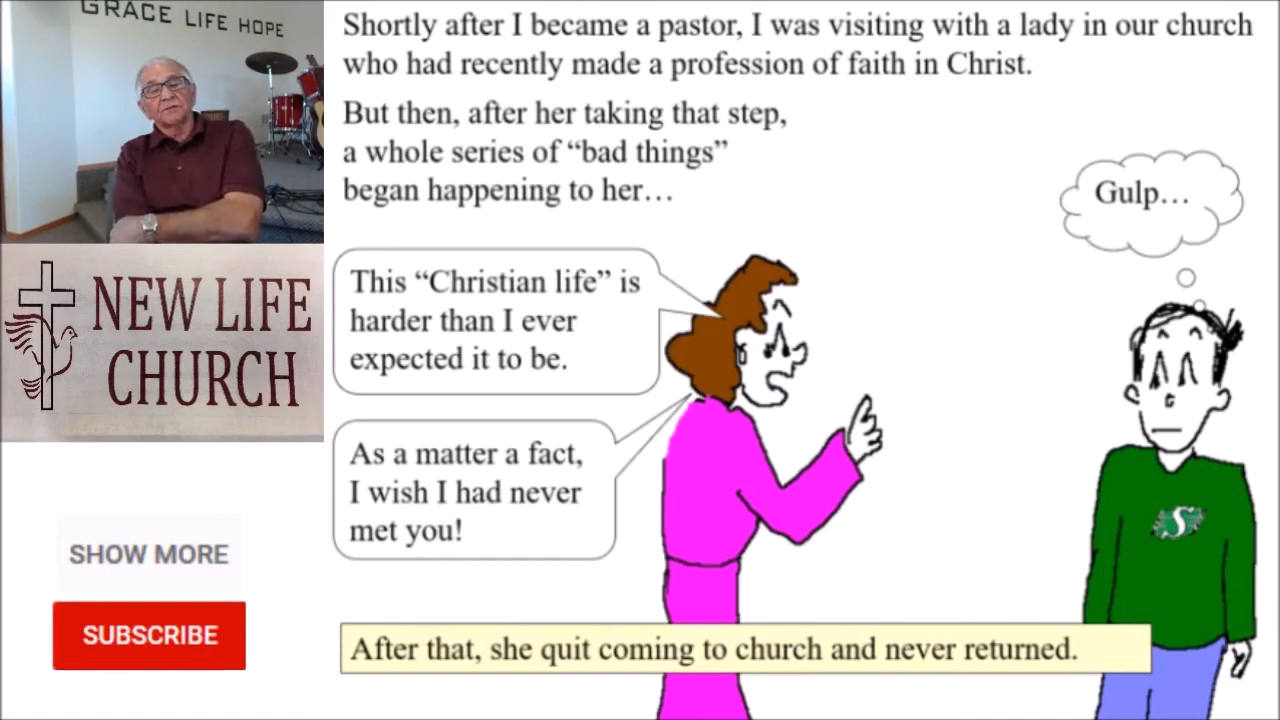 GRACE LIFE HOPE
NEW LIFE
CHURCH
SHOW MORE
SUBSCRIBE
Shortly after I became a pastor, I was visiting with a lady in our church
who had recently made a profession of faith in Christ.
But then, after her taking that step,
a whole series of “bad things”
began happening to her…
Gulp…
This “Christian life” is
harder than I ever
expected it to be.
As a matter a fact,
I wish I had never
met you!
S
After that, she quit coming to church and never returned.